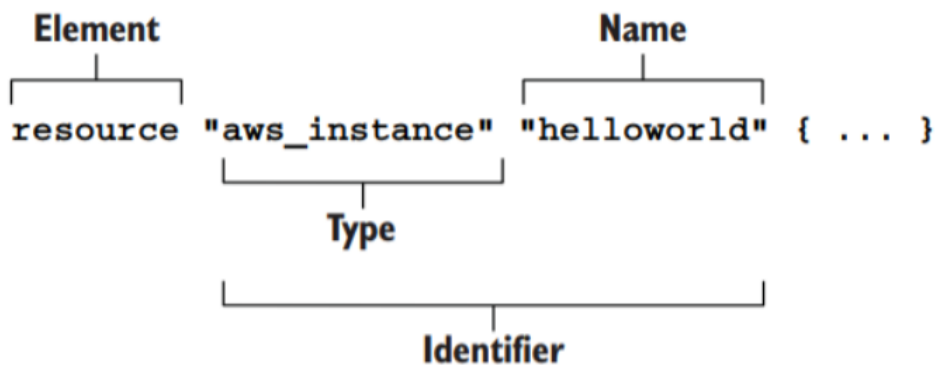 Element Name
resource "aws_instance" "helloworld" { ... }
Type
Identifier